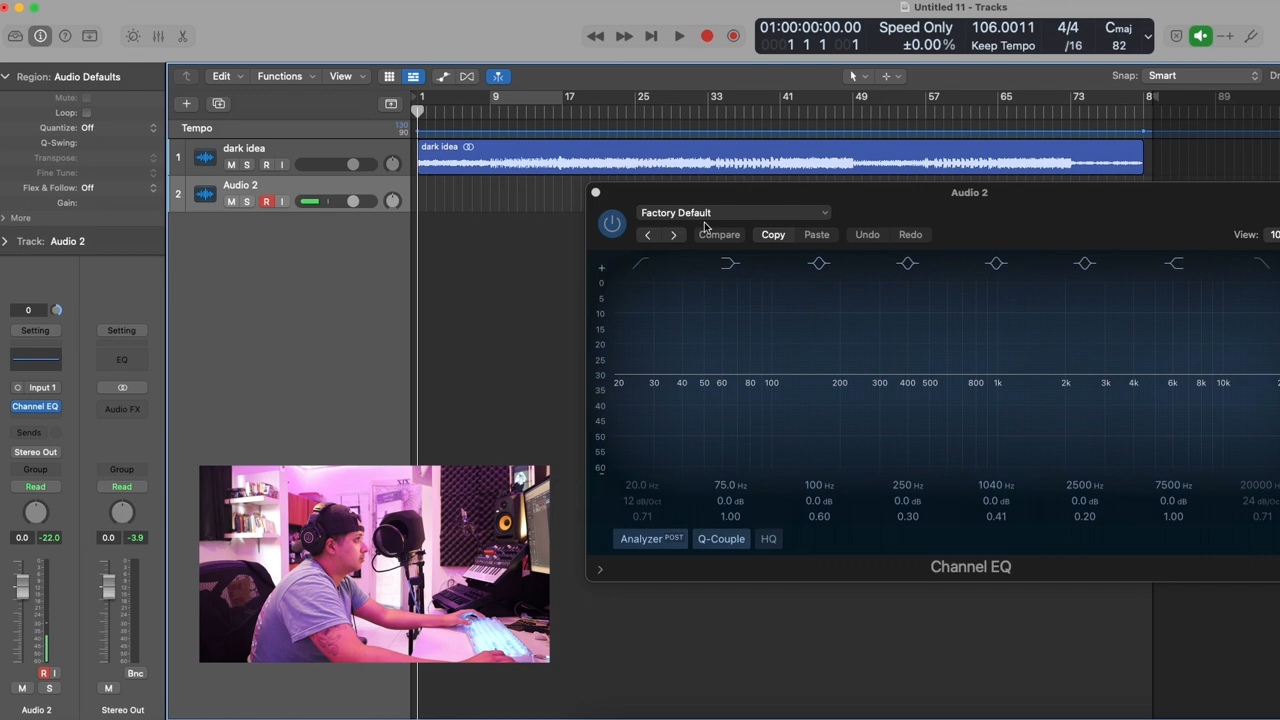 Untitled 11 - Tracks
01:00:00:00.00
0001 1 1 001
Speed Only
±0.00%
106.0011
Keep Tempo
4/4
/16
Cmaj
82
Region: Audio Defaults
Mute:
Loop:
Quantize: Off
Q-Swing:
Transpose:
Fine Tune:
Flex & Follow: Off
Gain:
More
Track: Audio 2
Edit Functions View
Snap: Smart
1 9 17 25 33 41 49 57 65 73 89
Tempo
130
90
1 dark idea
M S R I
2 Audio 2
M S R I
dark idea
Audio 2
Factory Default
Compare Copy Paste Undo Redo
View: 10
+
0
5
10
15
20
25
30
35
40
45
50
55
60
-
20 30 40 50 60 80 100 200 300 400 500 800 1k 2k 3k 4k 6k 8k 10k
20.0 Hz 75.0 Hz 100 Hz 250 Hz 1040 Hz 2500 Hz 7500 Hz 20000 Hz
12 dB/Oct 0.0 dB 0.0 dB 0.0 dB 0.0 dB 0.0 dB 0.0 dB 24 dB/Oct
0.71 1.00 0.60 0.30 0.41 0.20 1.00 0.71
Analyzer POST Q-Couple HQ
Channel EQ
0
Setting Setting
EQ
Input 1
Channel EQ Audio FX
Sends
Stereo Out
Group Group
Read Read
0.0 -22.0 0.0 -3.9
R I Bnc
M S M
Audio 2 Stereo Out